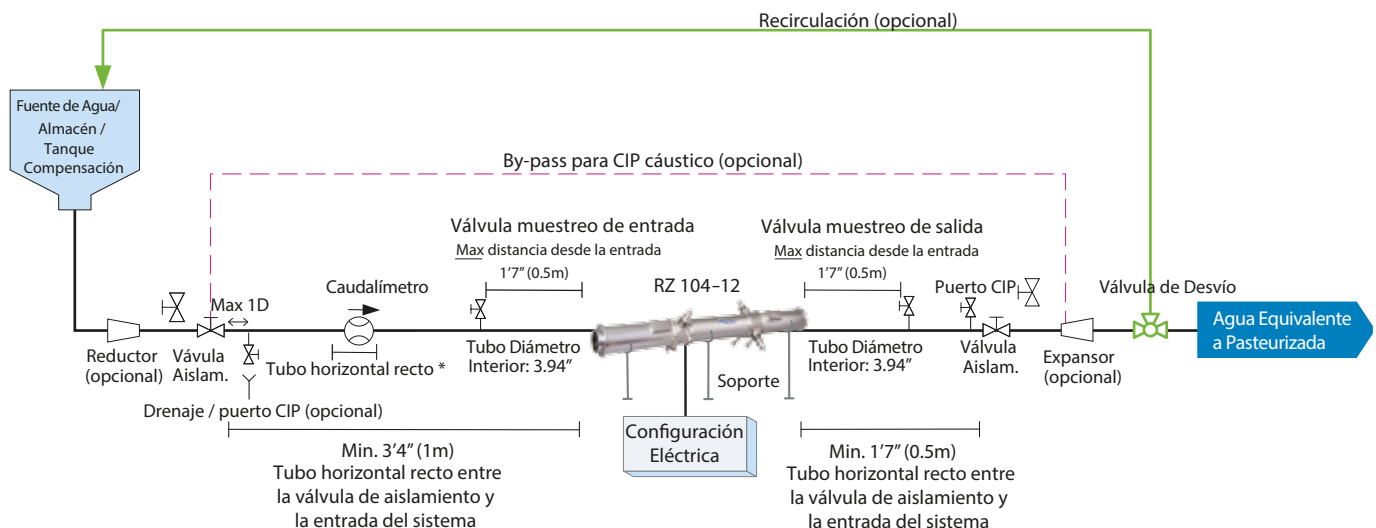 Recirculación (opcional)
Fuente de Agua/
Almacén /
Tanque
Compensación
By-pass para CIP cáustico (opcional)
Válvula muestreo de entrada
Max distancia desde la entrada
1'7" (0.5m)
Válvula muestreo de salida
Max distancia desde la entrada
1'7" (0.5m)
Max 1D
Caudalímetro
RZ 104–12
Puerto CIP
Válvula de Desvío
Agua Equivalente
a Pasteurizada
Reductor
(opcional)
Vávula
Aislam.
Tubo horizontal recto *
Tubo Diámetro
Interior: 3.94"
Soporte
Tubo Diámetro
Interior: 3.94"
Válvula
Aislam.
Expansor
(opcional)
Drenaje / puerto CIP (opcional)
Configuración
Eléctrica
Min. 3'4" (1m)
Tubo horizontal recto entre
la válvula de aislamiento y
la entrada del sistema
Min. 1'7" (0.5m)
Tubo horizontal recto entre
la válvula de aislamiento y
la entrada del sistema